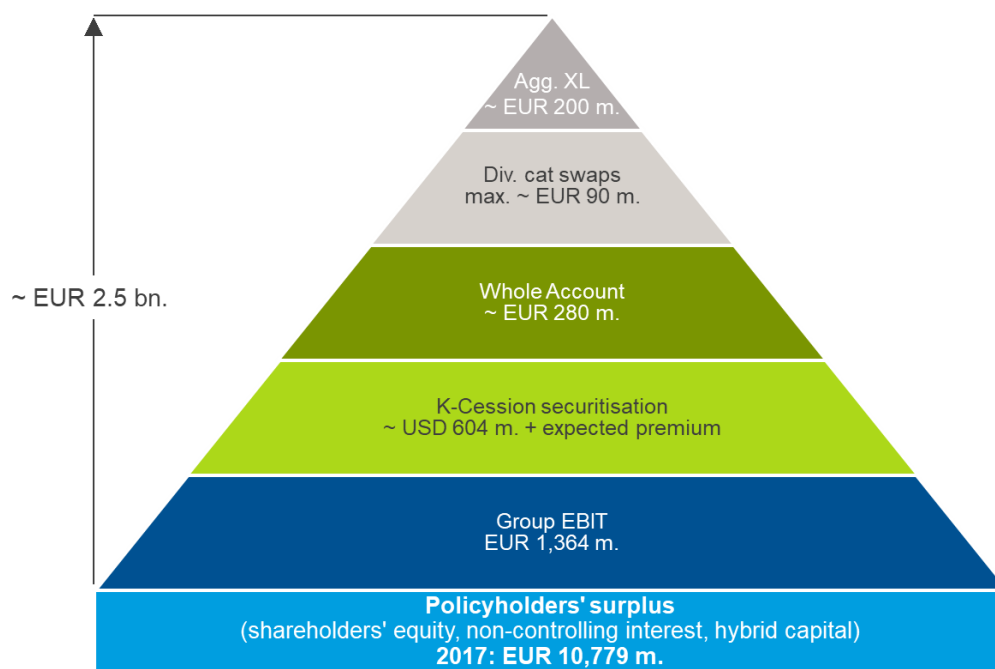 Agg. XL
~ EUR 200 m.
Div. cat swaps
max. ~ EUR 90 m.
~ EUR 2.5 bn.
Whole Account
~ EUR 280 m.
K-Cession securitisation
~ USD 604 m. + expected premium
Group EBIT
EUR 1,364 m.
Policyholders' surplus
(shareholders' equity, non-controlling interest, hybrid capital)
2017: EUR 10,779 m.